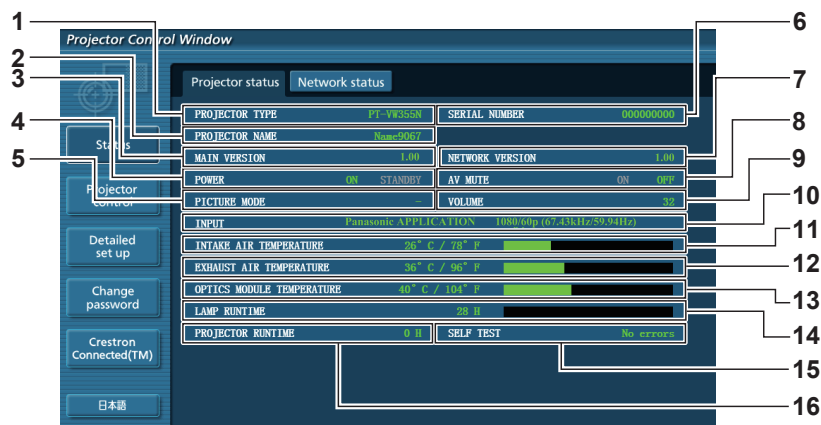 1
2
3
4
5
6
7
8
9
10
11
12
13
14
15
16
Projector Control Window
Projector status
Network status
Status
Projector control
Detailed set up
Change password
Crestron Connected(TM)
日本語
PROJECTOR TYPE PT-VW355N
SERIAL NUMBER 000000000
PROJECTOR NAME Name9067
MAIN VERSION 1.00
NETWORK VERSION 1.00
POWER ON STANDBY
AV MUTE ON OFF
PICTURE MODE -
VOLUME 32
INPUT Panasonic APPLICATION 1080/60p (67.43kHz/59.94Hz)
INTAKE AIR TEMPERATURE 26° C / 78° F
EXHAUST AIR TEMPERATURE 36° C / 96° F
OPTICS MODULE TEMPERATURE 40° C / 104° F
LAMP RUNTIME 28 H
PROJECTOR RUNTIME 0 H
SELF TEST No errors